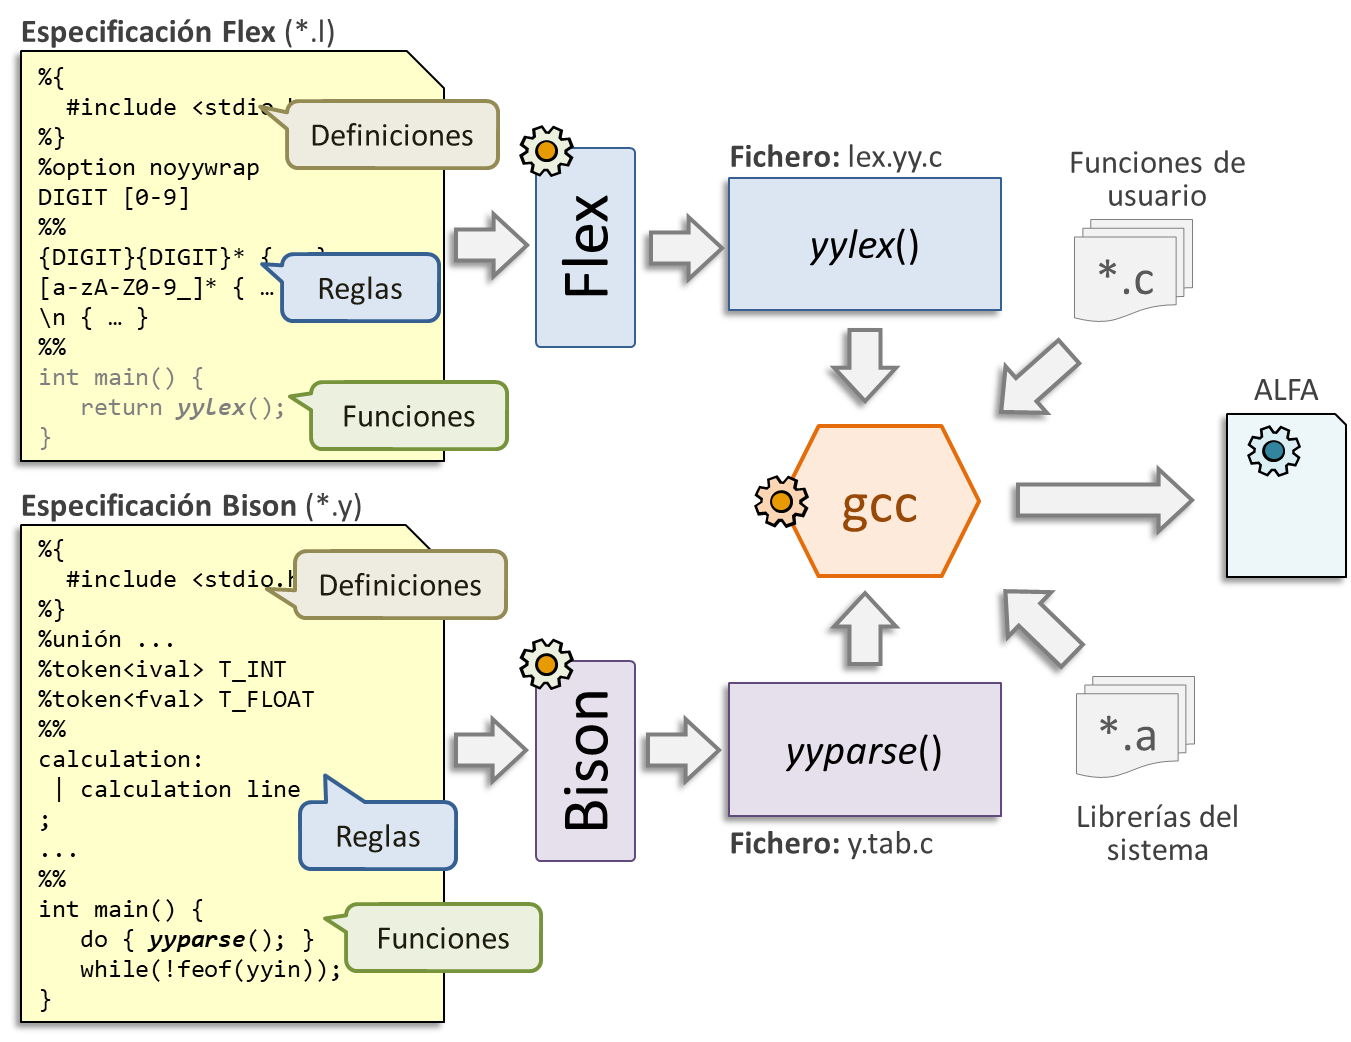 Especificación Flex (*.l)
%{
#include <stdio.h
%}
%option noyywrap
DIGIT [0-9]
%%
{DIGIT}{DIGIT}* { … }
[a-zA-Z0-9_]* { …
\n { … }
%%
int main() {
return yylex();
}
Definiciones
Reglas
Funciones
Flex
Fichero: lex.yy.c
yylex()
Funciones de
usuario
*.c
gcc
ALFA
Especificación Bison (*.y)
%{
#include <stdio.h
%}
%unión ...
%token<ival> T_INT
%token<fval> T_FLOAT
%%
calculation:
| calculation line
;
...
%%
int main() {
do { yyparse(); }
while(!feof(yyin));
}
Definiciones
Reglas
Funciones
Bison
yyparse()
Fichero: y.tab.c
*.a
Librerías del
sistema